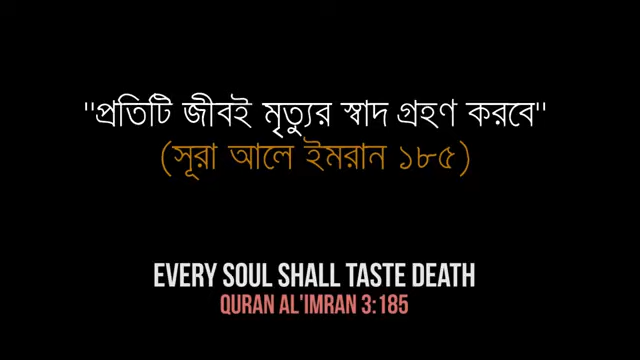 "প্রতিটি জীবই মৃত্যুর স্বাদ গ্রহণ করবে"
(সূরা আলে ইমরান ১৮৫)
EVERY SOUL SHALL TASTE DEATH
QURAN AL'IMRAN 3:185